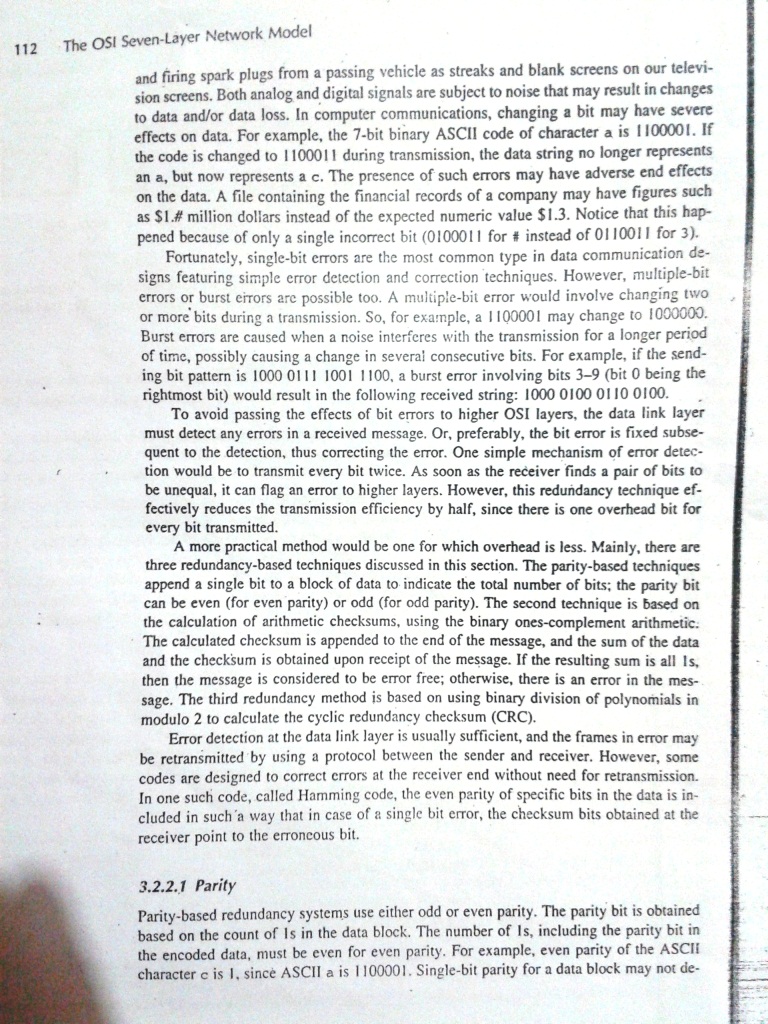 112 The OSI Seven-Layer Network Model
and firing spark plugs from a passing vehicle as streaks and blank screens on our televi-
sion screens. Both analog and digital signals are subject to noise that may result in changes
to data and/or data loss. In computer communications, changing a bit may have severe
effects on data. For example, the 7-bit binary ASCII code of character a is 1100001. If
the code is changed to 1100011 during transmission, the data string no longer represents
an a, but now represents a c. The presence of such errors may have adverse end effects
on the data. A file containing the financial records of a company may have figures such
as $1.# million dollars instead of the expected numeric value $1.3. Notice that this hap-
pened because of only a single incorrect bit (0100011 for # instead of 0110011 for 3).
Fortunately, single-bit errors are the most common type in data communication de-
signs featuring simple error detection and correction techniques. However, multiple-bit
errors or burst errors are possible too. A multiple-bit error would involve changing two
or more bits during a transmission. So, for example, a 1100001 may change to 1000000.
Burst errors are caused when a noise interferes with the transmission for a longer period
of time, possibly causing a change in several consecutive bits. For example, if the send-
ing bit pattern is 1000 0111 1001 1100, a burst error involving bits 3–9 (bit 0 being the
rightmost bit) would result in the following received string: 1000 0100 0110 0100.
To avoid passing the effects of bit errors to higher OSI layers, the data link layer
must detect any errors in a received message. Or, preferably, the bit error is fixed subse-
quent to the detection, thus correcting the error. One simple mechanism of error detec-
tion would be to transmit every bit twice. As soon as the receiver finds a pair of bits to
be unequal, it can flag an error to higher layers. However, this redundancy technique ef-
fectively reduces the transmission efficiency by half, since there is one overhead bit for
every bit transmitted.
A more practical method would be one for which overhead is less. Mainly, there are
three redundancy-based techniques discussed in this section. The parity-based techniques
append a single bit to a block of data to indicate the total number of bits; the parity bit
can be even (for even parity) or odd (for odd parity). The second technique is based on
the calculation of arithmetic checksums, using the binary ones-complement arithmetic.
The calculated checksum is appended to the end of the message, and the sum of the data
and the checksum is obtained upon receipt of the message. If the resulting sum is all 1s,
then the message is considered to be error free; otherwise, there is an error in the mes-
sage. The third redundancy method is based on using binary division of polynomials in
modulo 2 to calculate the cyclic redundancy checksum (CRC).
Error detection at the data link layer is usually sufficient, and the frames in error may
be retransmitted by using a protocol between the sender and receiver. However, some
codes are designed to correct errors at the receiver end without need for retransmission.
In one such code, called Hamming code, the even parity of specific bits in the data is in-
cluded in such a way that in case of a single bit error, the checksum bits obtained at the
receiver point to the erroneous bit.
3.2.2.1 Parity
Parity-based redundancy systems use either odd or even parity. The parity bit is obtained
based on the count of 1s in the data block. The number of 1s, including the parity bit in
the encoded data, must be even for even parity. For example, even parity of the ASCII
character c is 1, since ASCII a is 1100001. Single-bit parity for a data block may not de-